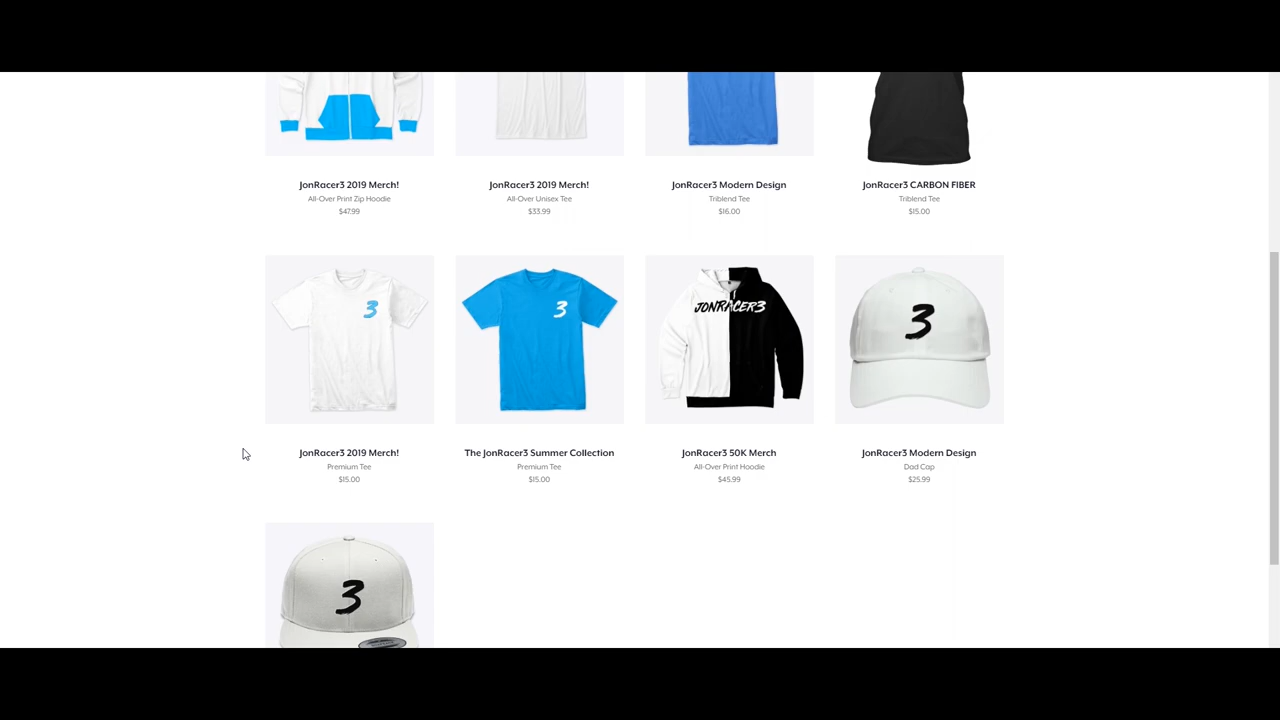 JonRacer3 2019 Merch!
All-Over Print Zip Hoodie
$47.99
JonRacer3 2019 Merch!
All-Over Unisex Tee
$33.99
JonRacer3 Modern Design
Triblend Tee
$16.00
JonRacer3 CARBON FIBER
Triblend Tee
$15.00
3
JonRacer3 2019 Merch!
Premium Tee
$15.00
3
The JonRacer3 Summer Collection
Premium Tee
$15.00
JONRACER3
JonRacer3 50K Merch
All-Over Print Hoodie
$45.99
3
JonRacer3 Modern Design
Dad Cap
$25.99
3